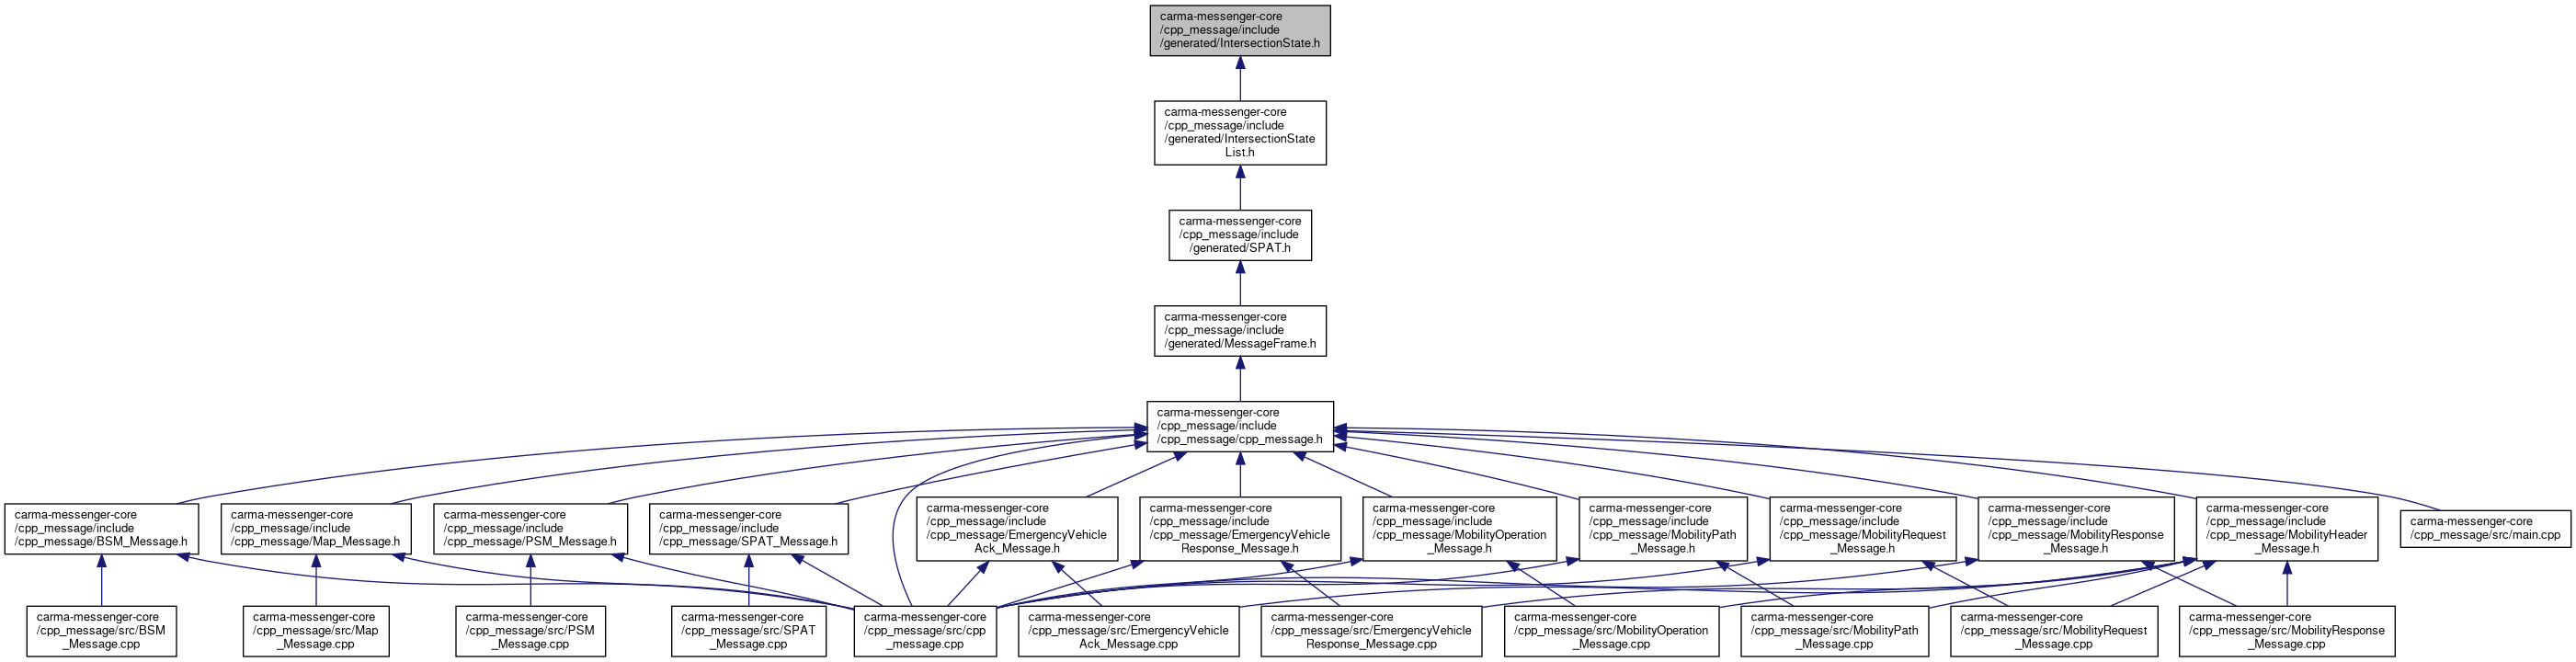 carma-messenger-core
/cpp_message/include
/generated/IntersectionState.h
carma-messenger-core
/cpp_message/include
/generated/IntersectionState
List.h
carma-messenger-core
/cpp_message/include
/generated/SPAT.h
carma-messenger-core
/cpp_message/include
/generated/MessageFrame.h
carma-messenger-core
/cpp_message/include
/cpp_message/cpp_message.h
carma-messenger-core
/cpp_message/include
/cpp_message/BSM_Message.h
carma-messenger-core
/cpp_message/include
/cpp_message/Map_Message.h
carma-messenger-core
/cpp_message/include
/cpp_message/PSM_Message.h
carma-messenger-core
/cpp_message/include
/cpp_message/SPAT_Message.h
carma-messenger-core
/cpp_message/include
/cpp_message/EmergencyVehicle
Ack_Message.h
carma-messenger-core
/cpp_message/include
/cpp_message/EmergencyVehicle
Response_Message.h
carma-messenger-core
/cpp_message/include
/cpp_message/MobilityOperation
_Message.h
carma-messenger-core
/cpp_message/include
/cpp_message/MobilityPath
_Message.h
carma-messenger-core
/cpp_message/include
/cpp_message/MobilityRequest
_Message.h
carma-messenger-core
/cpp_message/include
/cpp_message/MobilityResponse
_Message.h
carma-messenger-core
/cpp_message/include
/cpp_message/MobilityHeader
_Message.h
carma-messenger-core
/cpp_message/src/main.cpp
carma-messenger-core
/cpp_message/src/BSM
_Message.cpp
carma-messenger-core
/cpp_message/src/Map
_Message.cpp
carma-messenger-core
/cpp_message/src/PSM
_Message.cpp
carma-messenger-core
/cpp_message/src/SPAT
_Message.cpp
carma-messenger-core
/cpp_message/src/cpp
_message.cpp
carma-messenger-core
/cpp_message/src/EmergencyVehicle
Ack_Message.cpp
carma-messenger-core
/cpp_message/src/EmergencyVehicle
Response_Message.cpp
carma-messenger-core
/cpp_message/src/MobilityOperation
_Message.cpp
carma-messenger-core
/cpp_message/src/MobilityPath
_Message.cpp
carma-messenger-core
/cpp_message/src/MobilityRequest
_Message.cpp
carma-messenger-core
/cpp_message/src/MobilityResponse
_Message.cpp